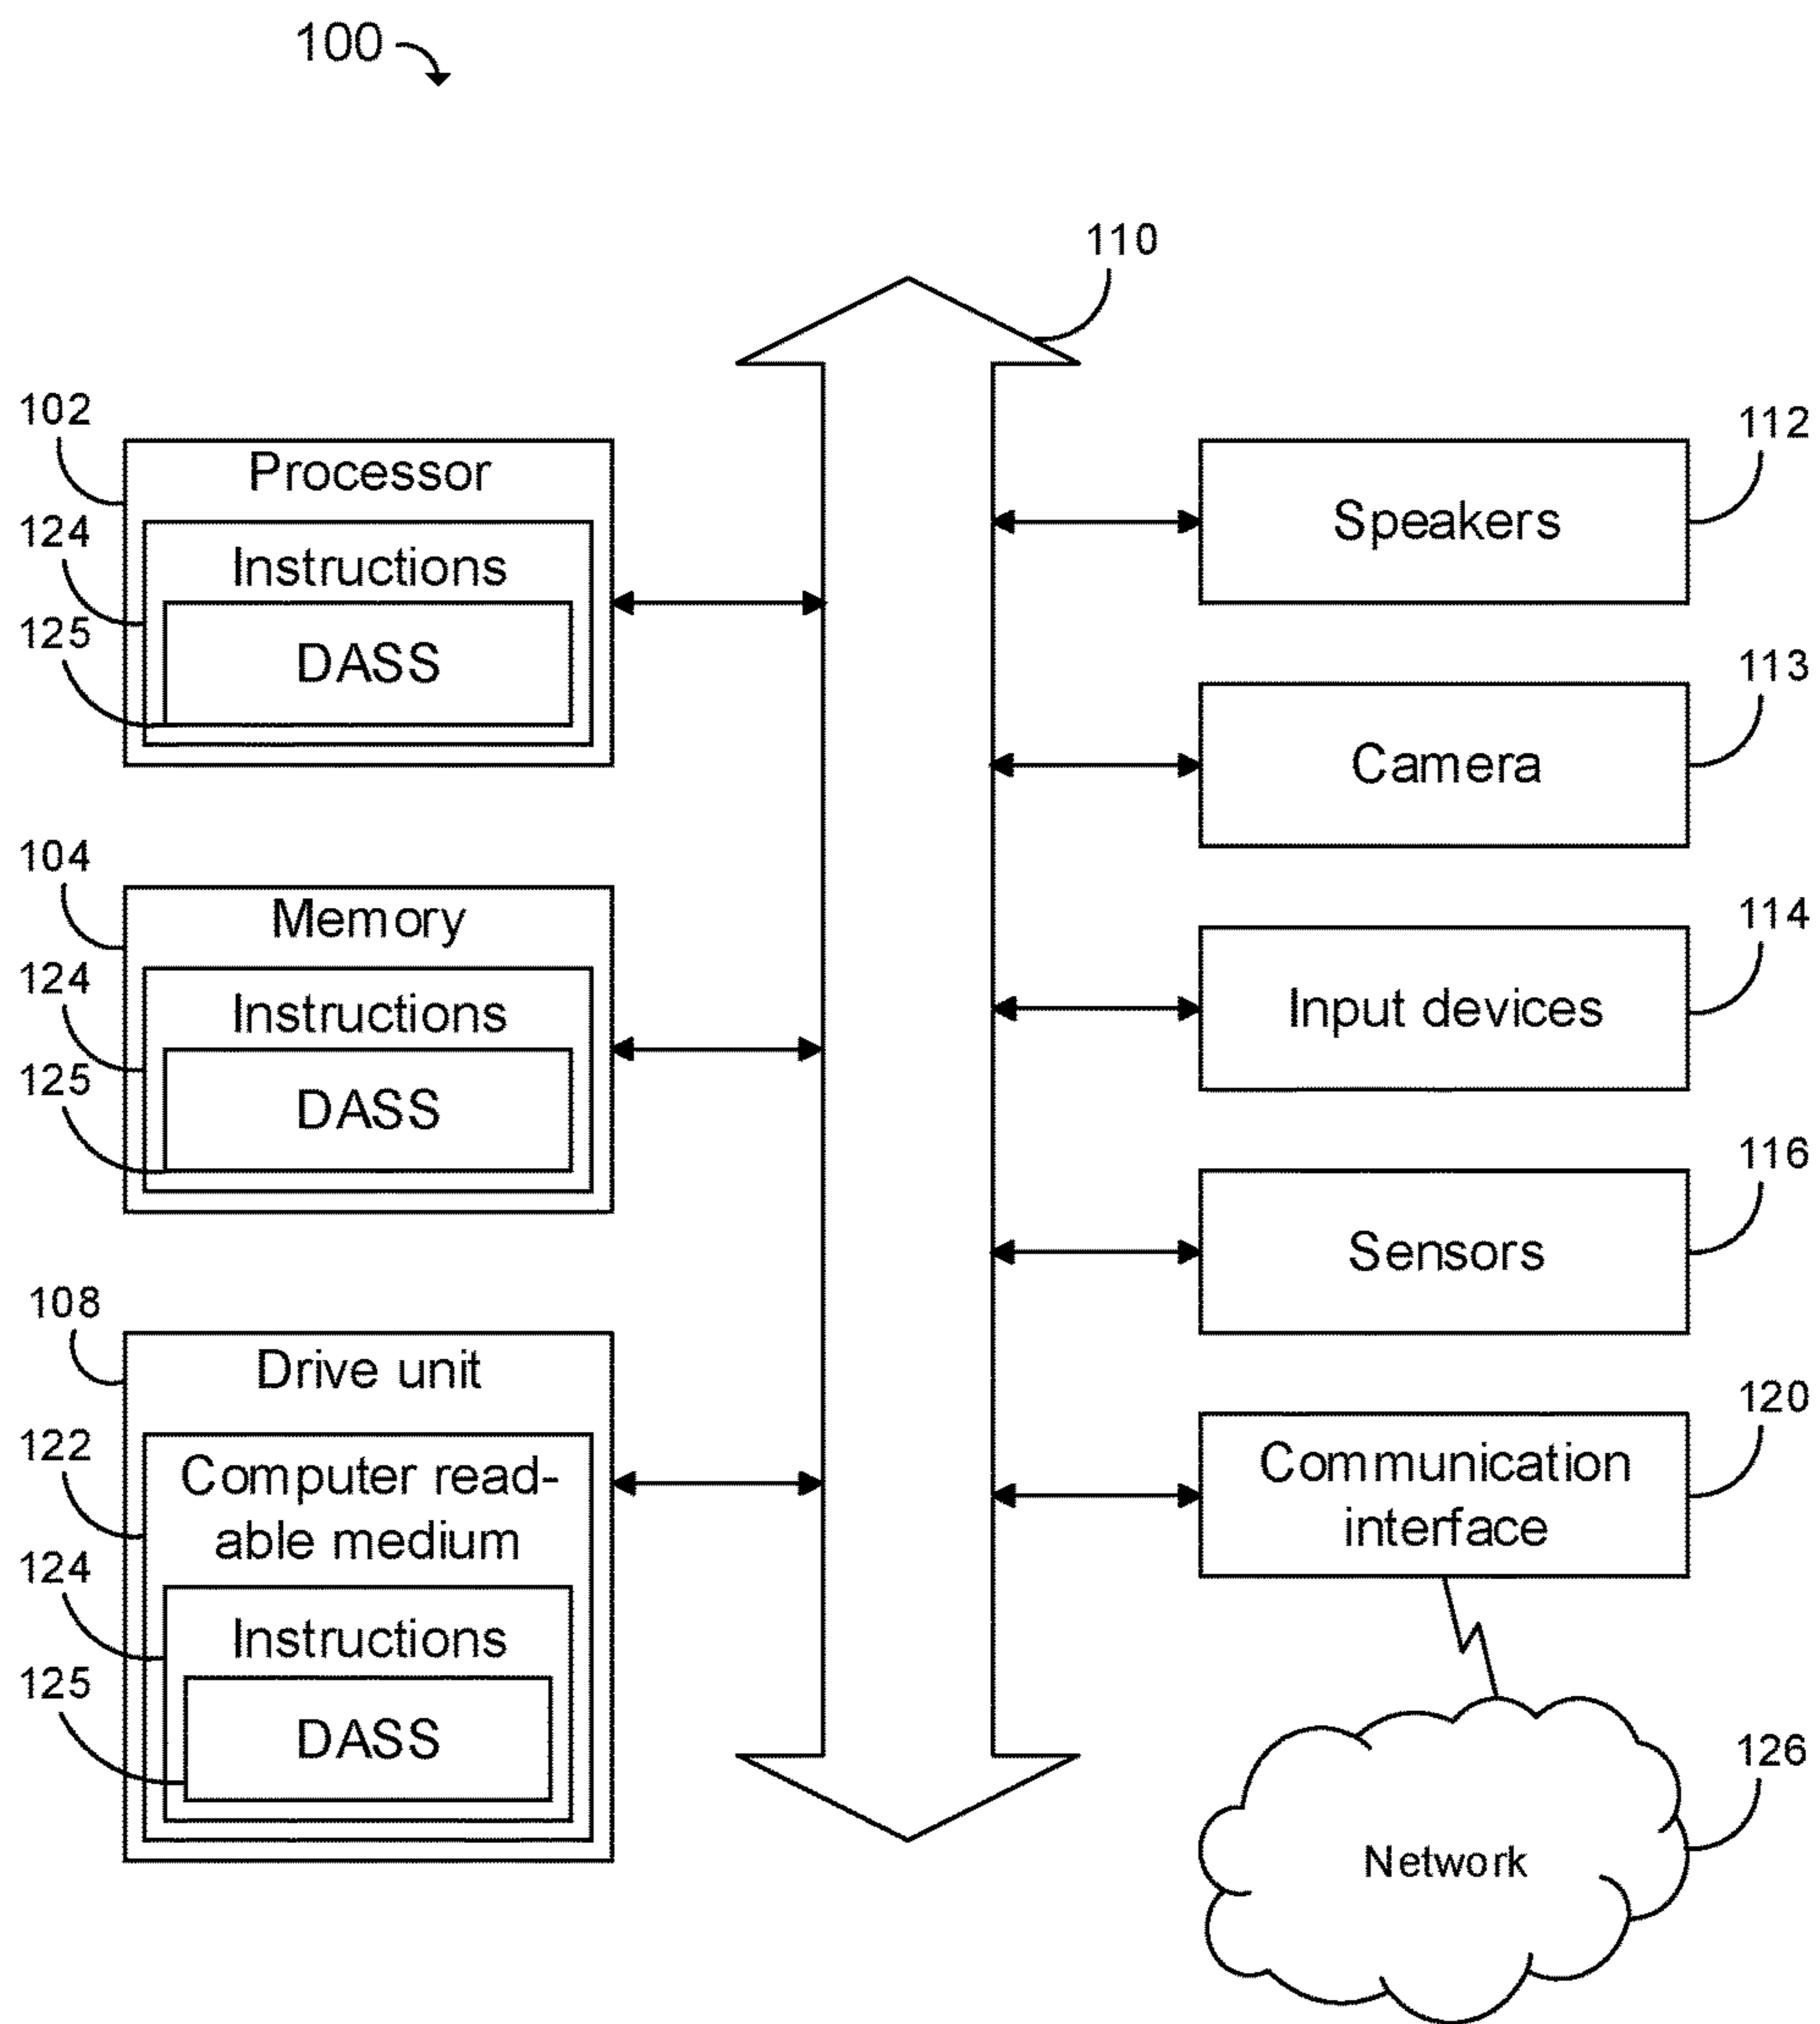 100
110
102
Processor
124
Instructions
125
DASS
104
Memory
124
Instructions
125
DASS
108
Drive unit
122
Computer read-
able medium
124
Instructions
125
DASS
112
Speakers
113
Camera
114
Input devices
116
Sensors
120
Communication
interface
126
Network